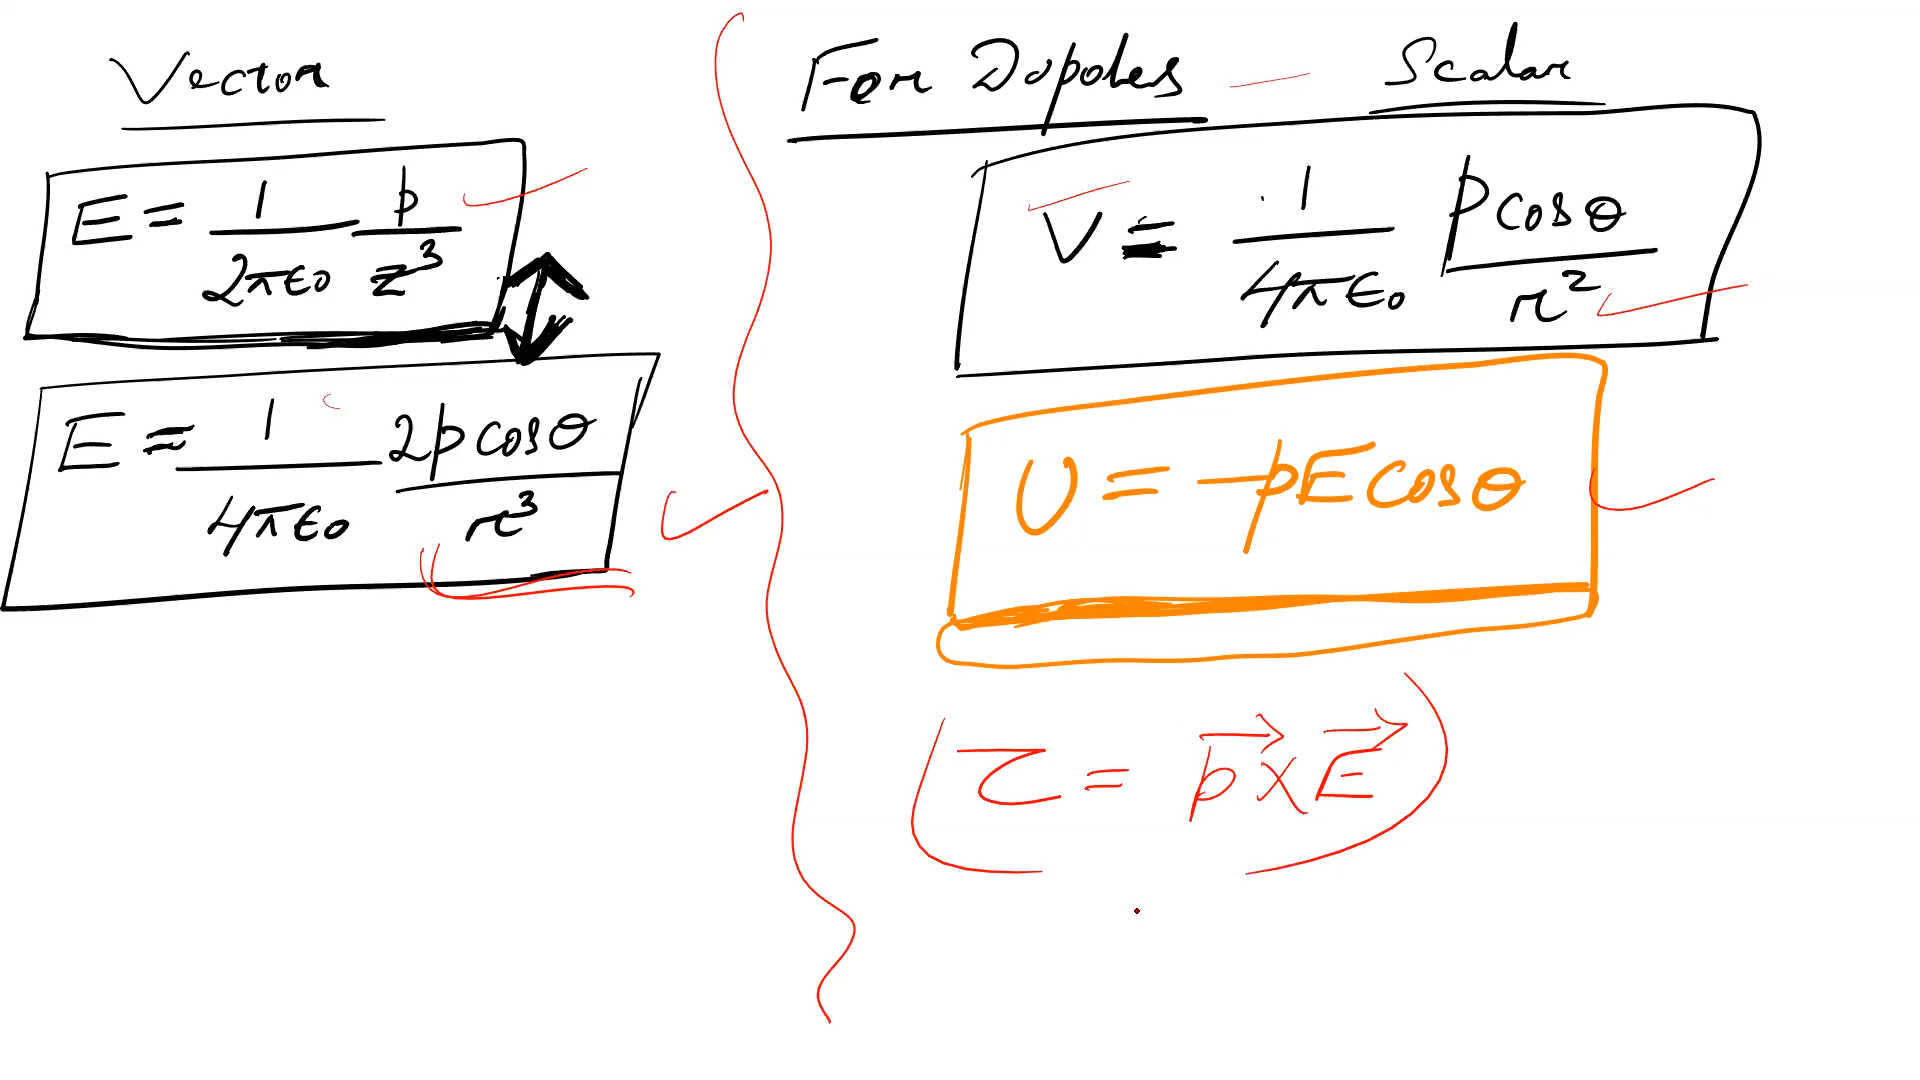 Vector
E = 1/2πϵ0 p/z³
E = 1/4πϵ0 2pcosθ/r³
For Dipoles — Scalar
V = 1/4πϵ0 pcosθ/r²
U = -pEcosθ
τ = p⃗ × E⃗